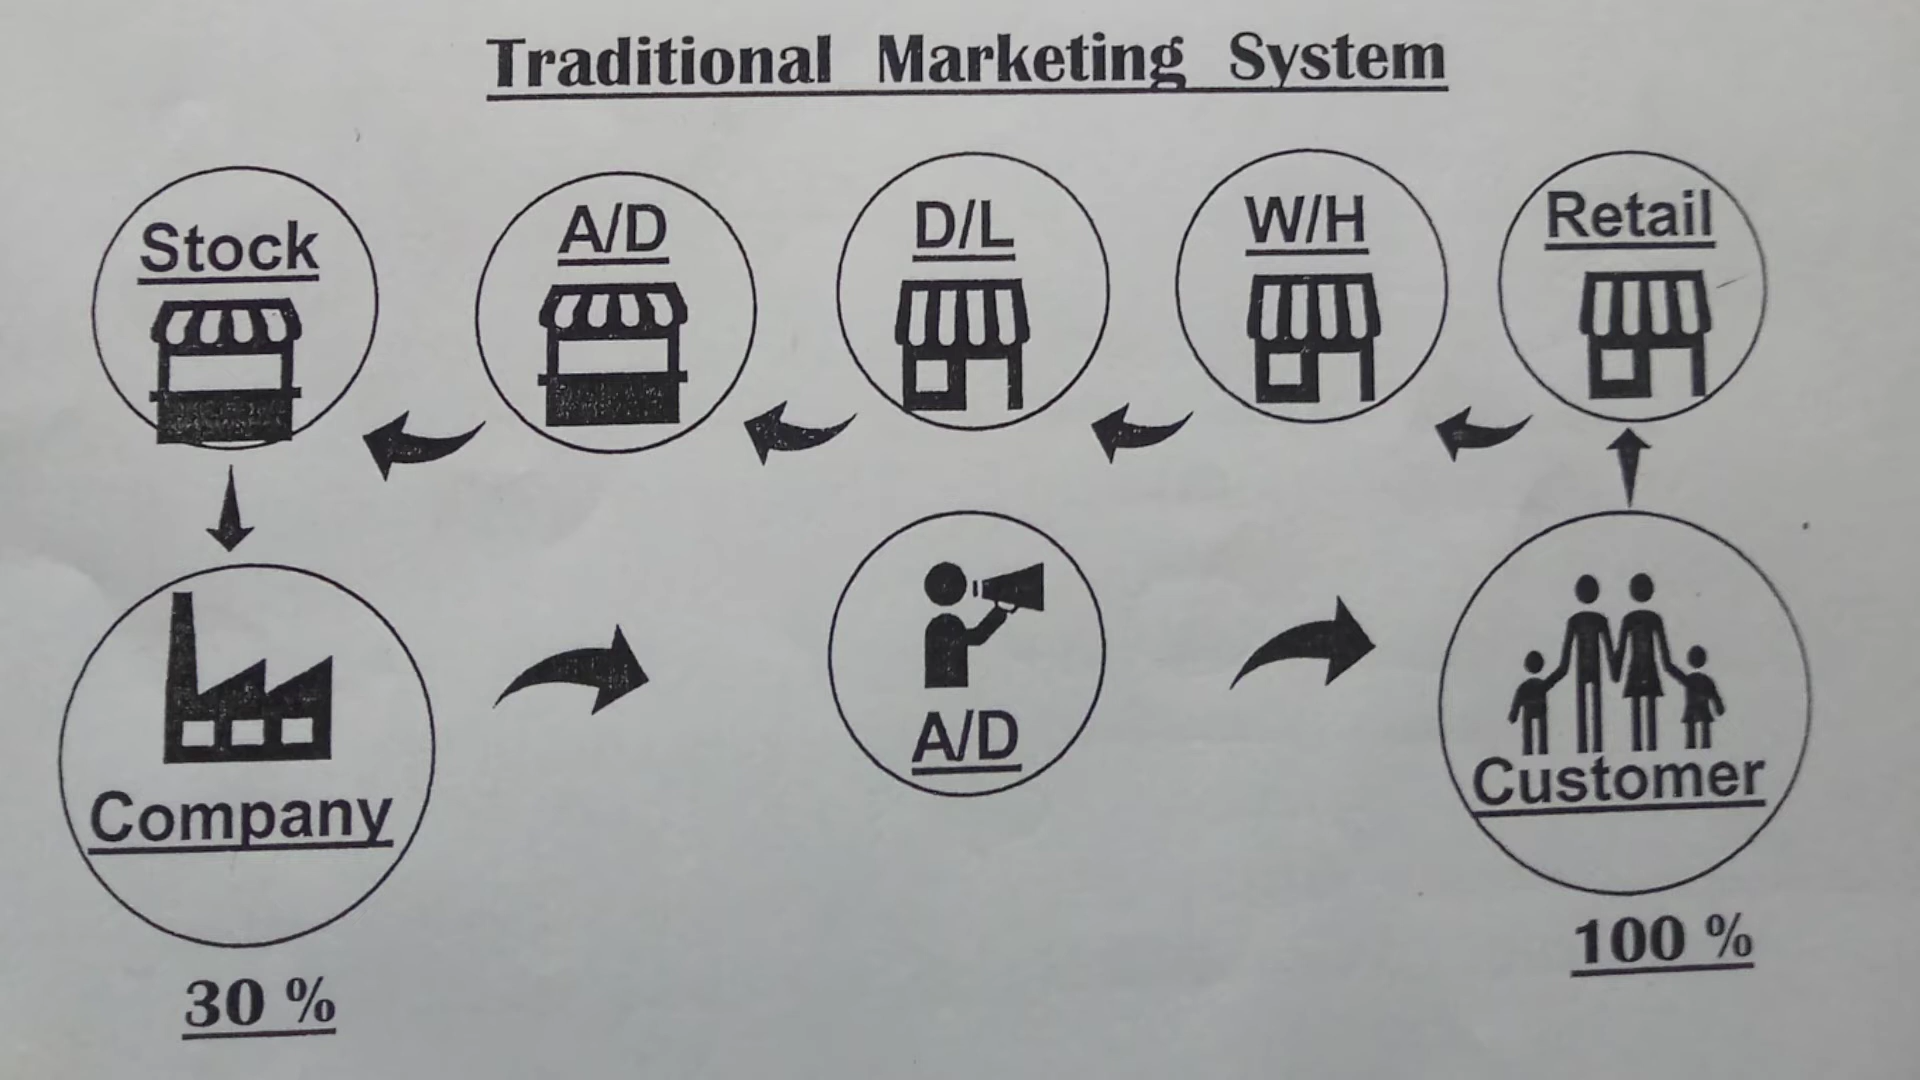 Traditional Marketing System
Stock
A/D
D/L
W/H
Retail
A/D
Company
Customer
30 %
100 %